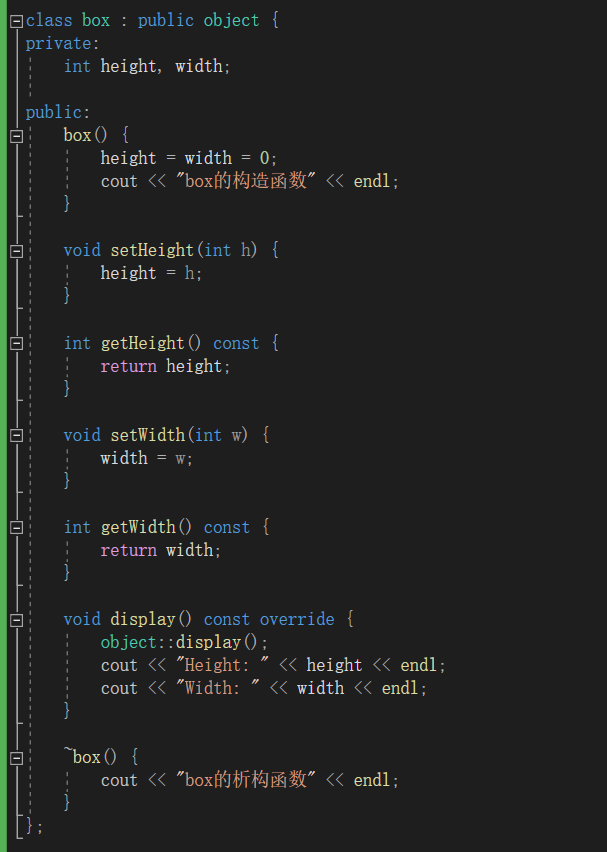 class box : public object {
private:
    int height, width;

public:
    box() {
        height = width = 0;
        cout << "box的构造函数" << endl;
    }

    void setHeight(int h) {
        height = h;
    }

    int getHeight() const {
        return height;
    }

    void setWidth(int w) {
        width = w;
    }

    int getWidth() const {
        return width;
    }

    void display() const override {
        object::display();
        cout << "Height: " << height << endl;
        cout << "Width: " << width << endl;
    }

    ~box() {
        cout << "box的析构函数" << endl;
    }
};